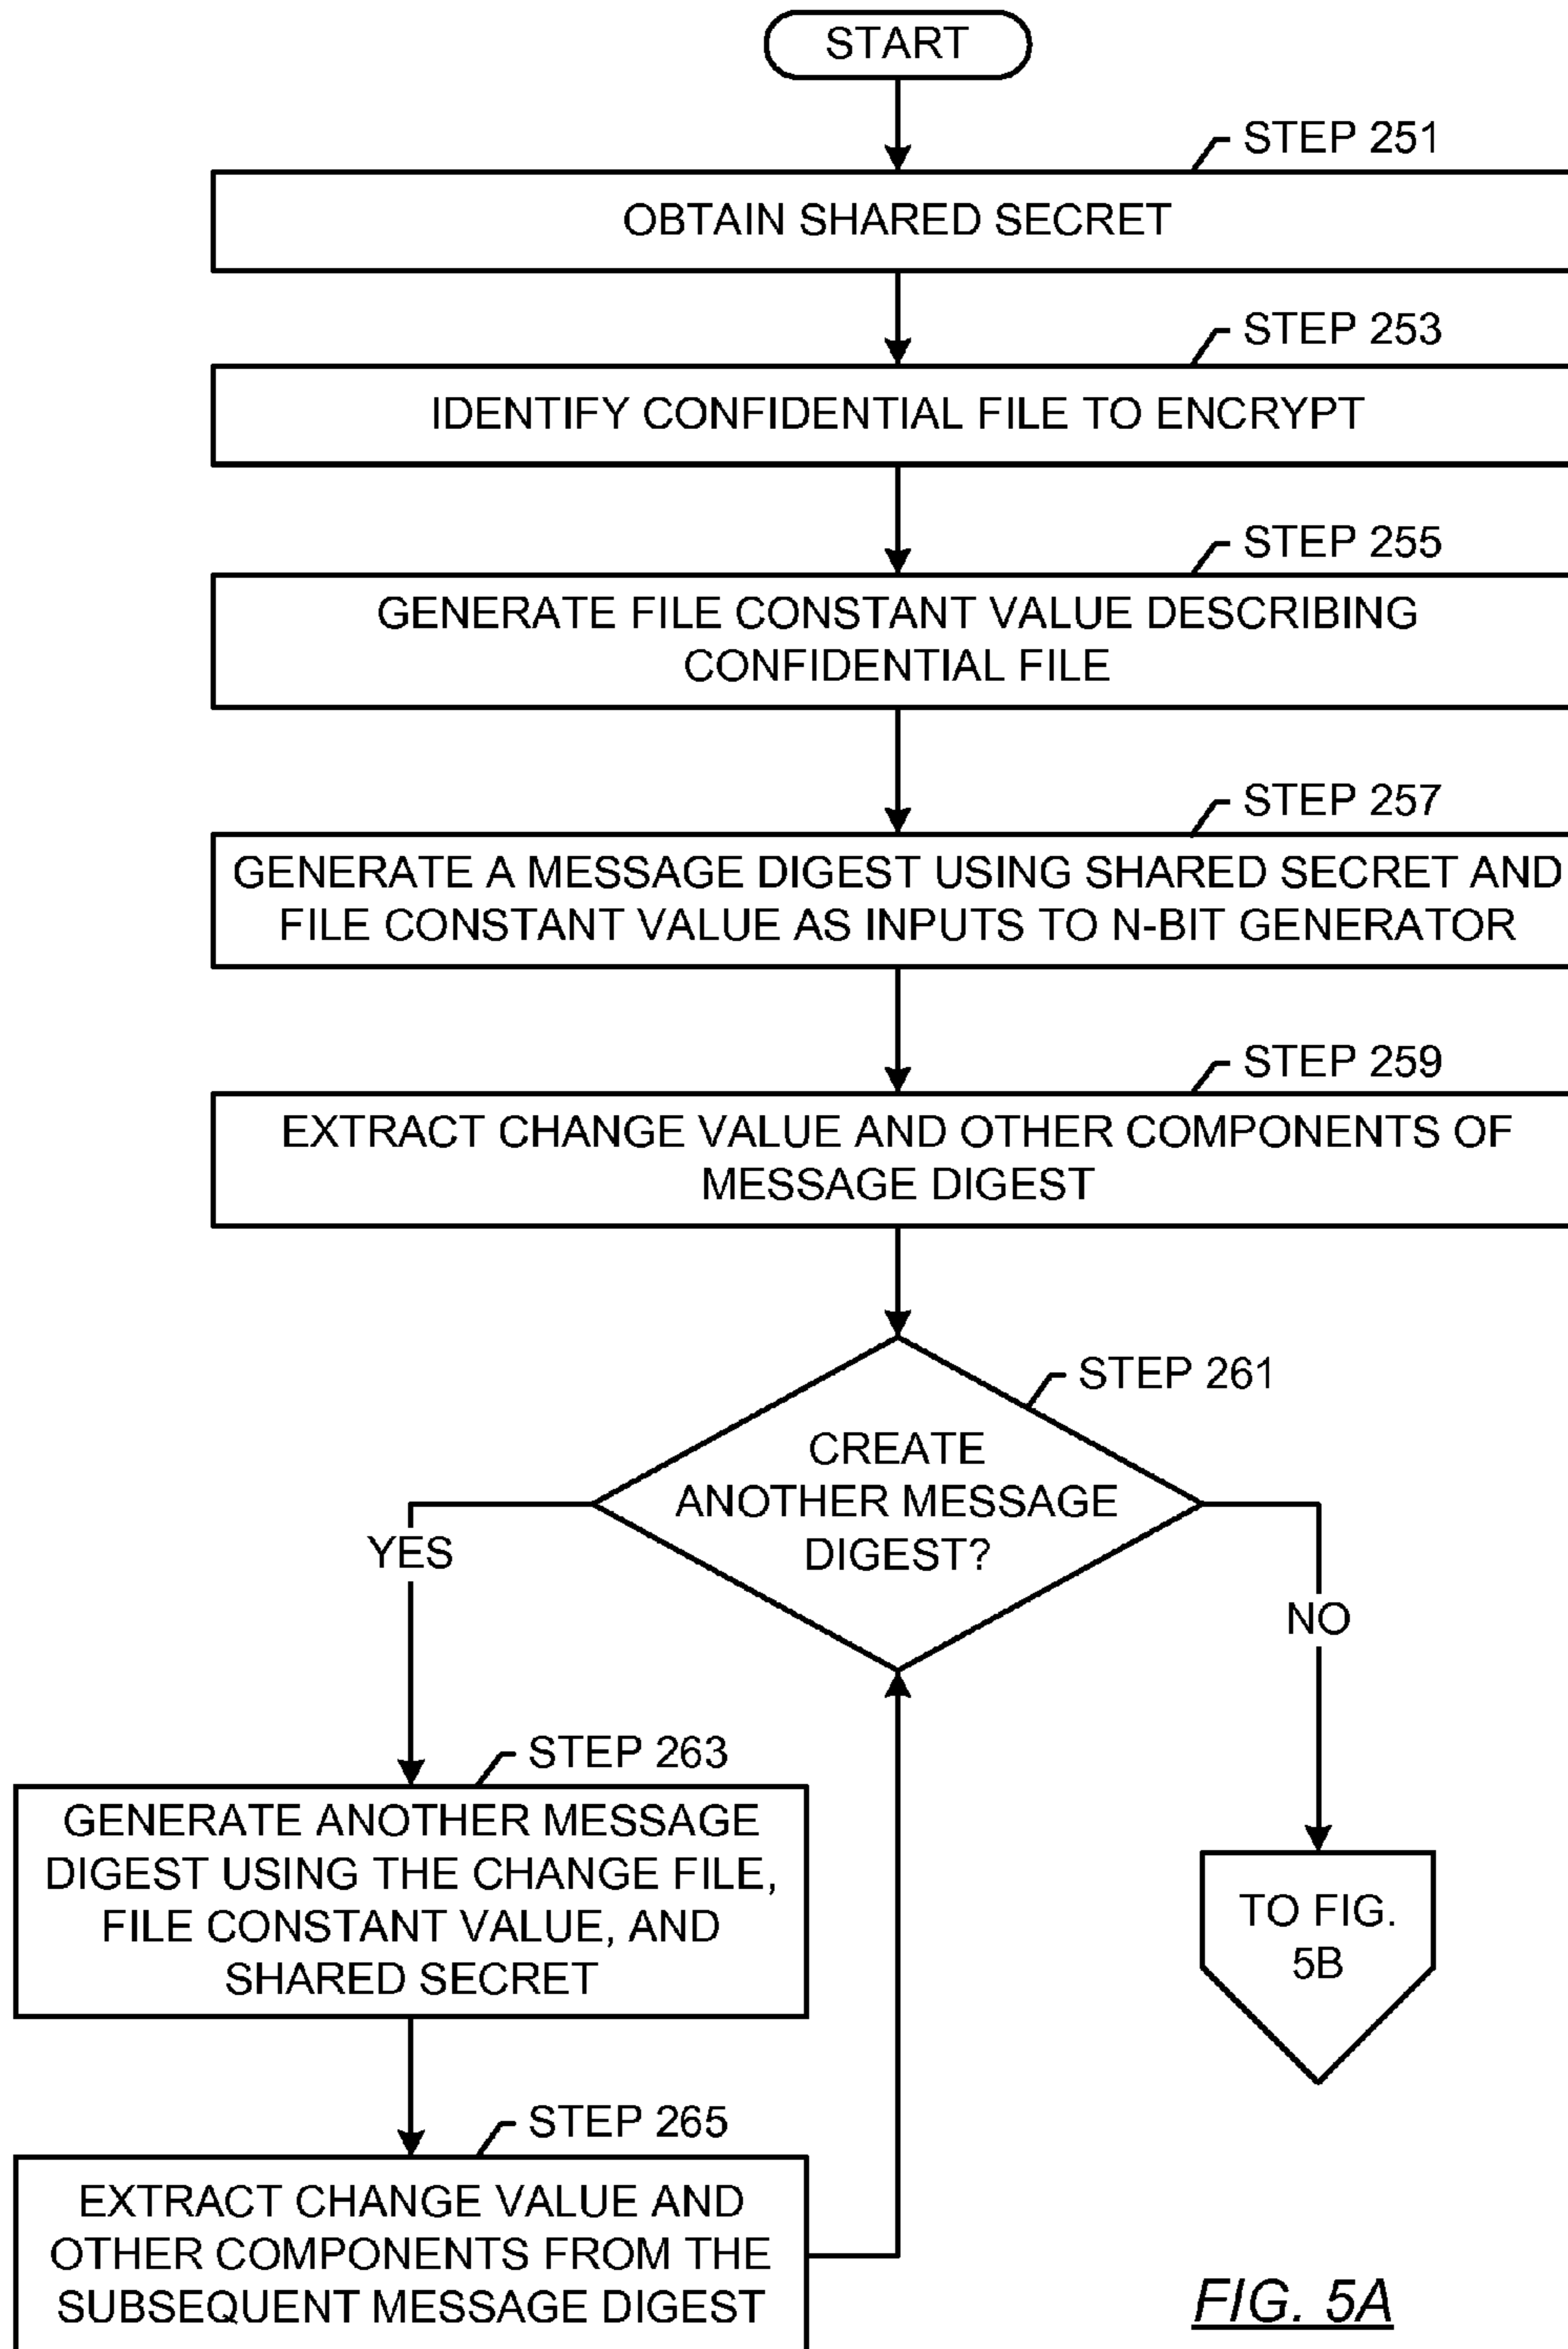 START
STEP 251
OBTAIN SHARED SECRET
STEP 253
IDENTIFY CONFIDENTIAL FILE TO ENCRYPT
STEP 255
GENERATE FILE CONSTANT VALUE DESCRIBING
CONFIDENTIAL FILE
STEP 257
GENERATE A MESSAGE DIGEST USING SHARED SECRET AND
FILE CONSTANT VALUE AS INPUTS TO N-BIT GENERATOR
STEP 259
EXTRACT CHANGE VALUE AND OTHER COMPONENTS OF
MESSAGE DIGEST
STEP 261
CREATE
ANOTHER MESSAGE
DIGEST?
YES
NO
STEP 263
GENERATE ANOTHER MESSAGE
DIGEST USING THE CHANGE FILE,
FILE CONSTANT VALUE, AND
SHARED SECRET
TO FIG.
5B
STEP 265
EXTRACT CHANGE VALUE AND
OTHER COMPONENTS FROM THE
SUBSEQUENT MESSAGE DIGEST
FIG. 5A